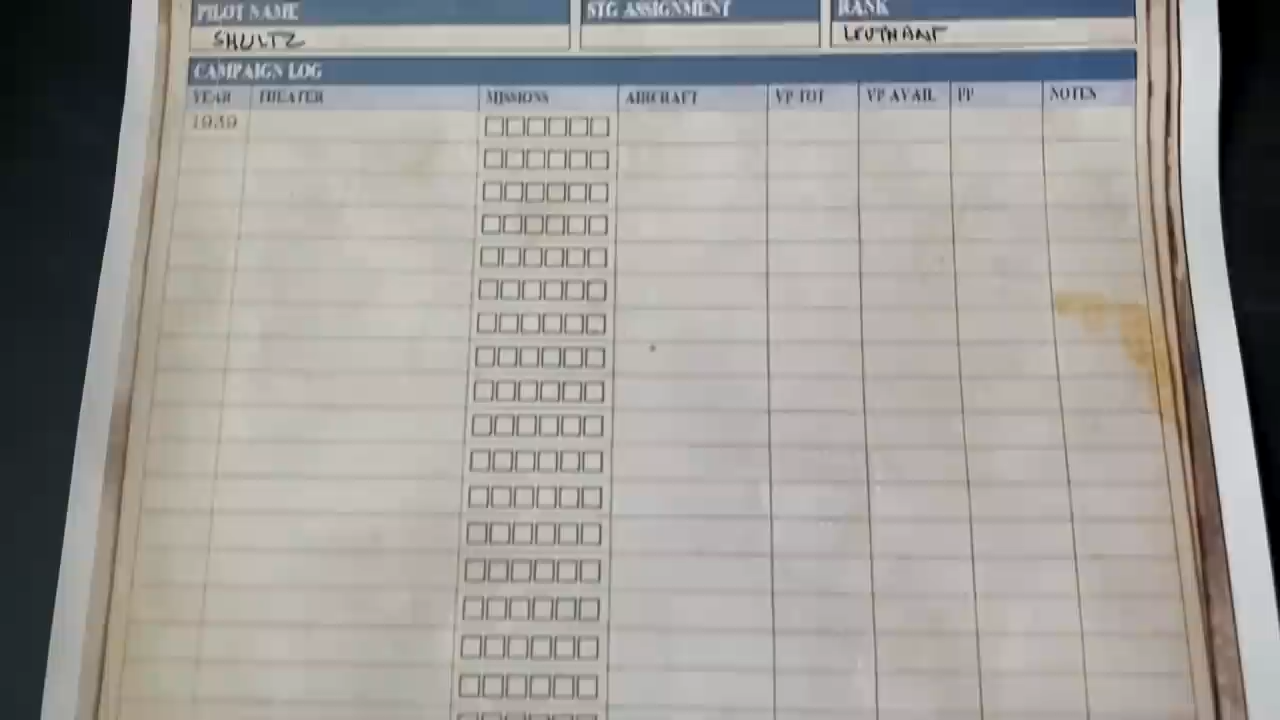 PILOT NAME STG ASSIGNMENT RANK
SHULTZ LEUTHANT
CAMPAIGN LOG
YEAR THEATER MISSIONS AIRCRAFT VP TOT VP AVAIL PP NOTES
1939